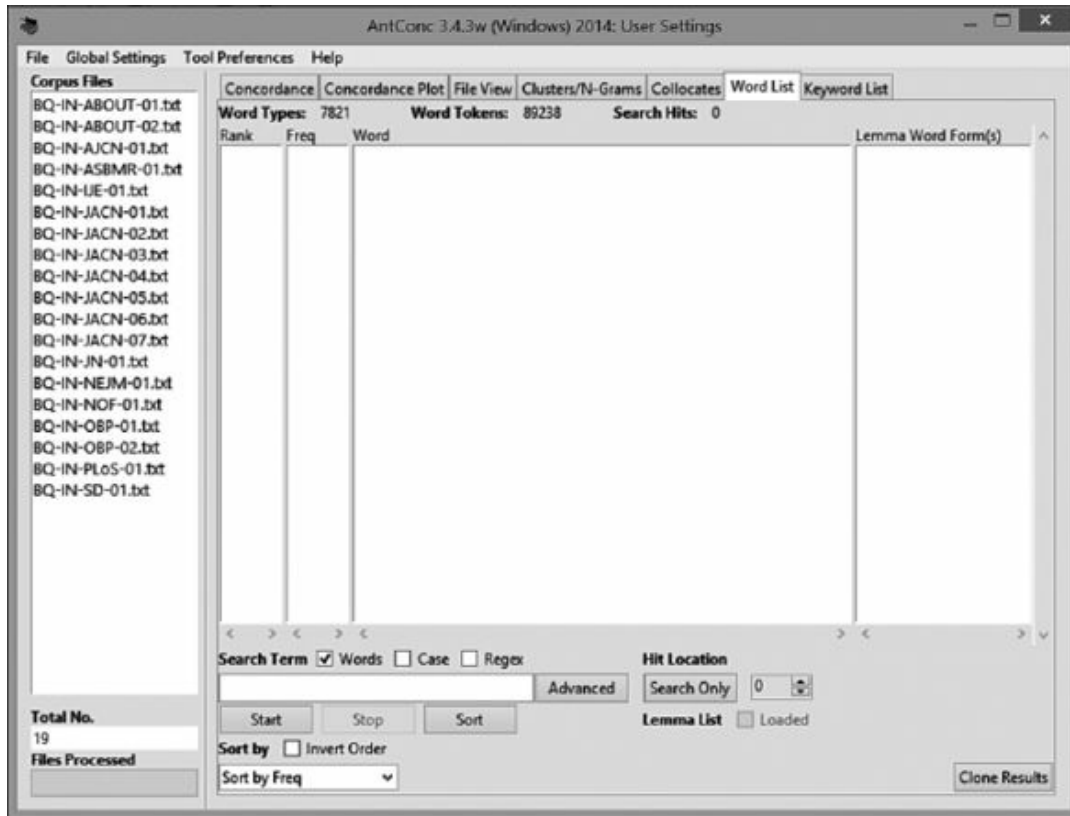 AntConc 3.4.3w (Windows) 2014: User Settings
File Global Settings Tool Preferences Help
Corpus Files
BQ-IN-ABOUT-01.txt
BQ-IN-ABOUT-02.txt
BQ-IN-AJCN-01.txt
BQ-IN-ASBMR-01.txt
BQ-IN-IJE-01.txt
BQ-IN-JACN-01.txt
BQ-IN-JACN-02.txt
BQ-IN-JACN-03.txt
BQ-IN-JACN-04.txt
BQ-IN-JACN-05.txt
BQ-IN-JACN-06.txt
BQ-IN-JACN-07.txt
BQ-IN-JN-01.txt
BQ-IN-NEJM-01.txt
BQ-IN-NOF-01.txt
BQ-IN-OBP-01.txt
BQ-IN-OBP-02.txt
BQ-IN-PLoS-01.txt
BQ-IN-SD-01.txt
Total No.
19
Files Processed
Concordance Concordance Plot File View Clusters/N-Grams Collocates Word List Keyword List
Word Types: 7821 Word Tokens: 89238 Search Hits: 0
Rank Freq Word Lemma Word Form(s)
Search Term Words Case Regex Hit Location
Advanced Search Only 0
Start Stop Sort Lemma List Loaded
Sort by Invert Order
Sort by Freq Clone Results